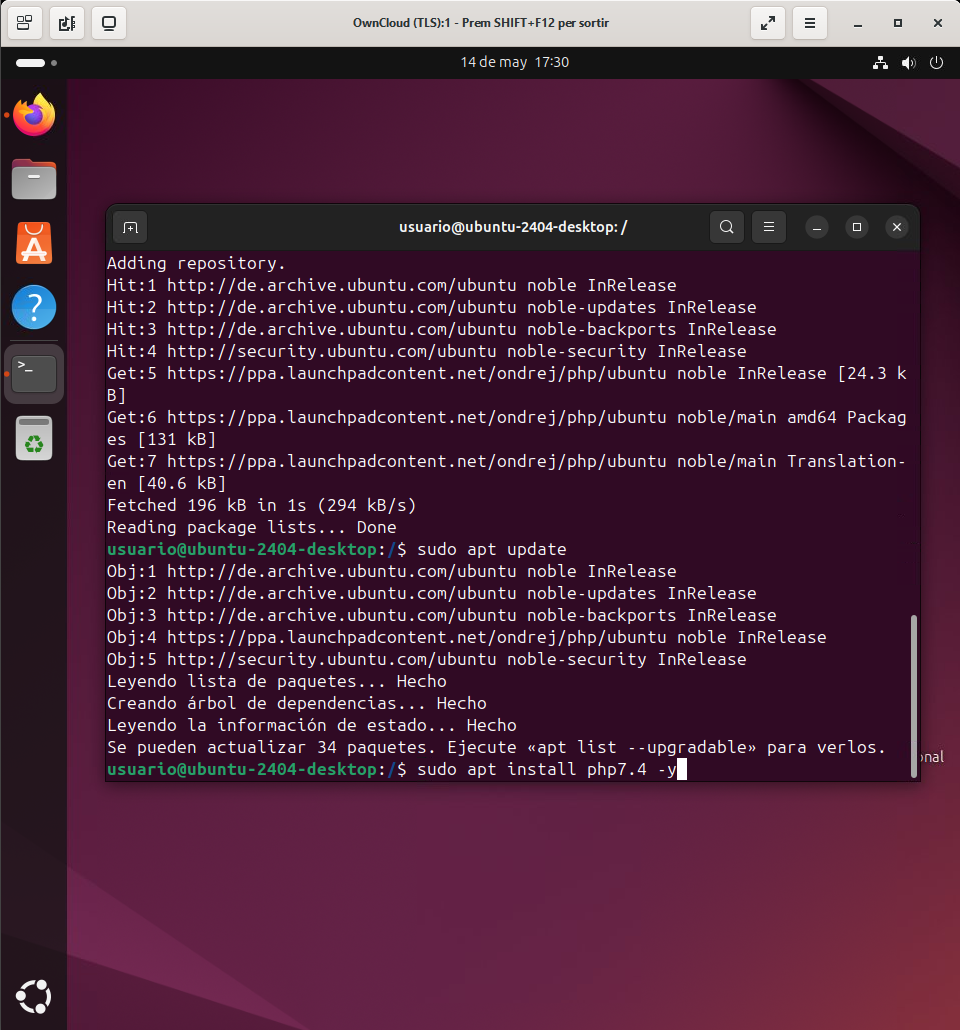 OwnCloud (TLS):1 - Prem SHIFT+F12 per sortir
14 de may 17:30
usuario@ubuntu-2404-desktop: /
Adding repository.
Hit:1 http://de.archive.ubuntu.com/ubuntu noble InRelease
Hit:2 http://de.archive.ubuntu.com/ubuntu noble-updates InRelease
Hit:3 http://de.archive.ubuntu.com/ubuntu noble-backports InRelease
Hit:4 http://security.ubuntu.com/ubuntu noble-security InRelease
Get:5 https://ppa.launchpadcontent.net/ondrej/php/ubuntu noble InRelease [24.3 k
B]
Get:6 https://ppa.launchpadcontent.net/ondrej/php/ubuntu noble/main amd64 Packag
es [131 kB]
Get:7 https://ppa.launchpadcontent.net/ondrej/php/ubuntu noble/main Translation-
en [40.6 kB]
Fetched 196 kB in 1s (294 kB/s)
Reading package lists... Done
usuario@ubuntu-2404-desktop:/$ sudo apt update
Obj:1 http://de.archive.ubuntu.com/ubuntu noble InRelease
Obj:2 http://de.archive.ubuntu.com/ubuntu noble-updates InRelease
Obj:3 http://de.archive.ubuntu.com/ubuntu noble-backports InRelease
Obj:4 https://ppa.launchpadcontent.net/ondrej/php/ubuntu noble InRelease
Obj:5 http://security.ubuntu.com/ubuntu noble-security InRelease
Leyendo lista de paquetes... Hecho
Creando árbol de dependencias... Hecho
Leyendo la información de estado... Hecho
Se pueden actualizar 34 paquetes. Ejecute «apt list --upgradable» para verlos.
usuario@ubuntu-2404-desktop:/$ sudo apt install php7.4 -y